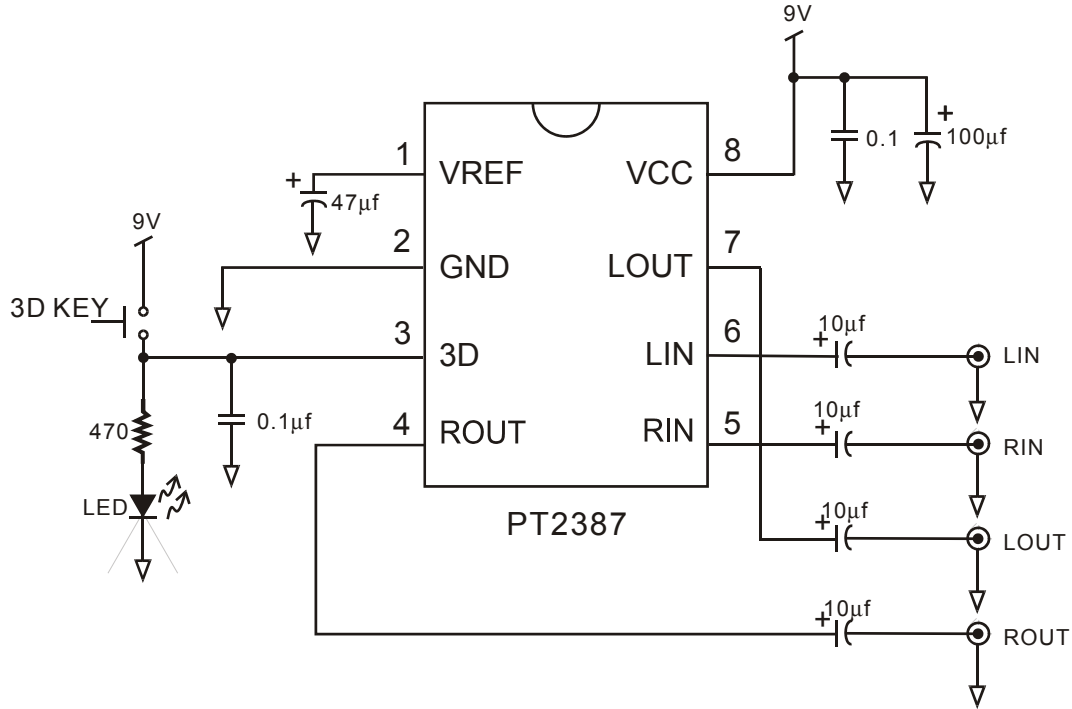 9V
0.1
+
100μf
1
VREF
VCC
8
+
47μf
9V
2
GND
LOUT
7
3D KEY
3
3D
LIN
6
10μf
+
LIN
470
0.1μf
4
ROUT
RIN
5
10μf
+
RIN
LED
PT2387
10μf
+
LOUT
10μf
+
ROUT